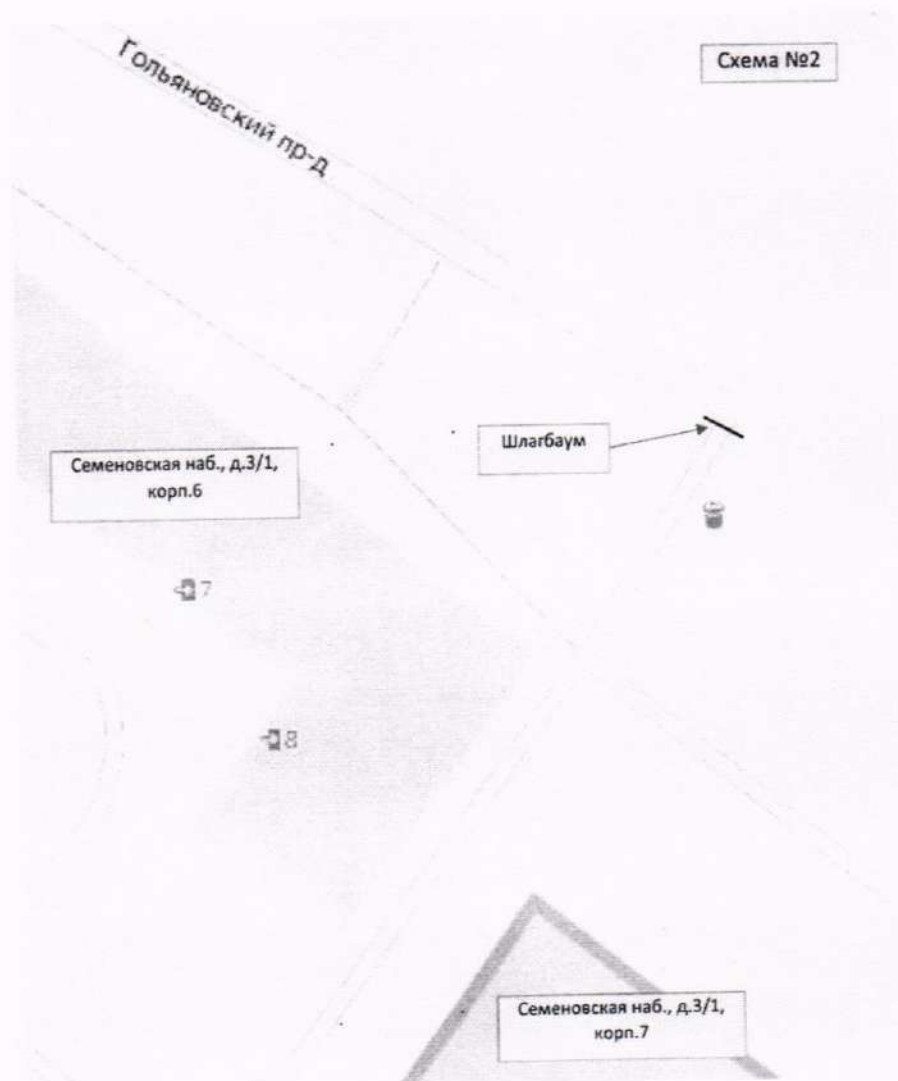 Схема №2
Гольяновский пр-д
Шлагбаум
Семеновская наб., д.3/1,
корп.6
7
8
Семеновская наб., д.3/1,
корп.7